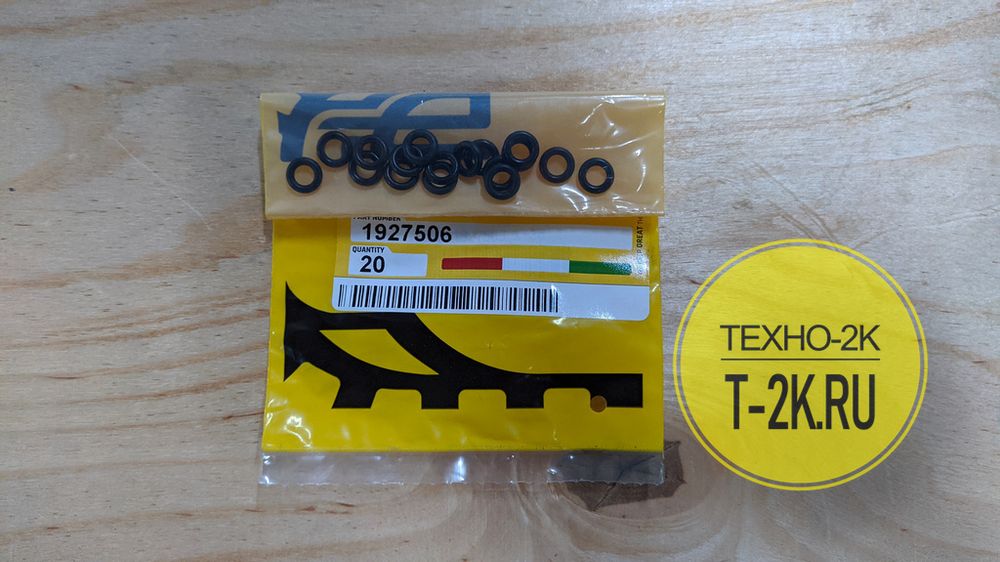 PART NUMBER
1927506
QUANTITY
20
ТЕХНО-2К
T-2K.RU